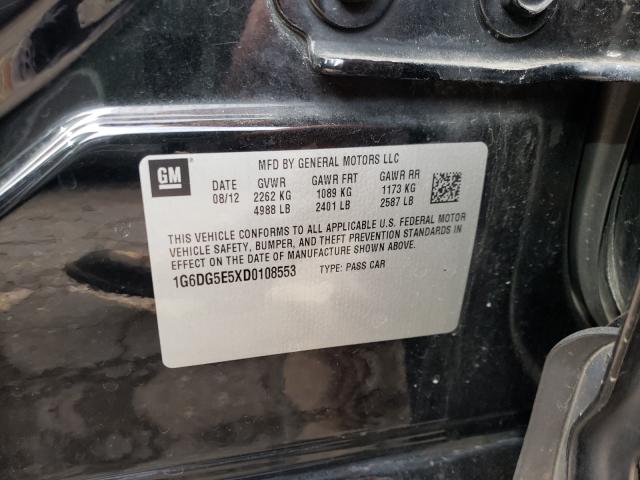 GM
MFD BY GENERAL MOTORS LLC
DATE GVWR GAWR FRT GAWR RR
08/12 2262 KG 1089 KG 1173 KG
4988 LB 2401 LB 2587 LB
THIS VEHICLE CONFORMS TO ALL APPLICABLE U.S. FEDERAL MOTOR
VEHICLE SAFETY, BUMPER, AND THEFT PREVENTION STANDARDS IN
EFFECT ON THE DATE OF MANUFACTURE SHOWN ABOVE.
1G6DG5E5XD0108553 TYPE: PASS CAR